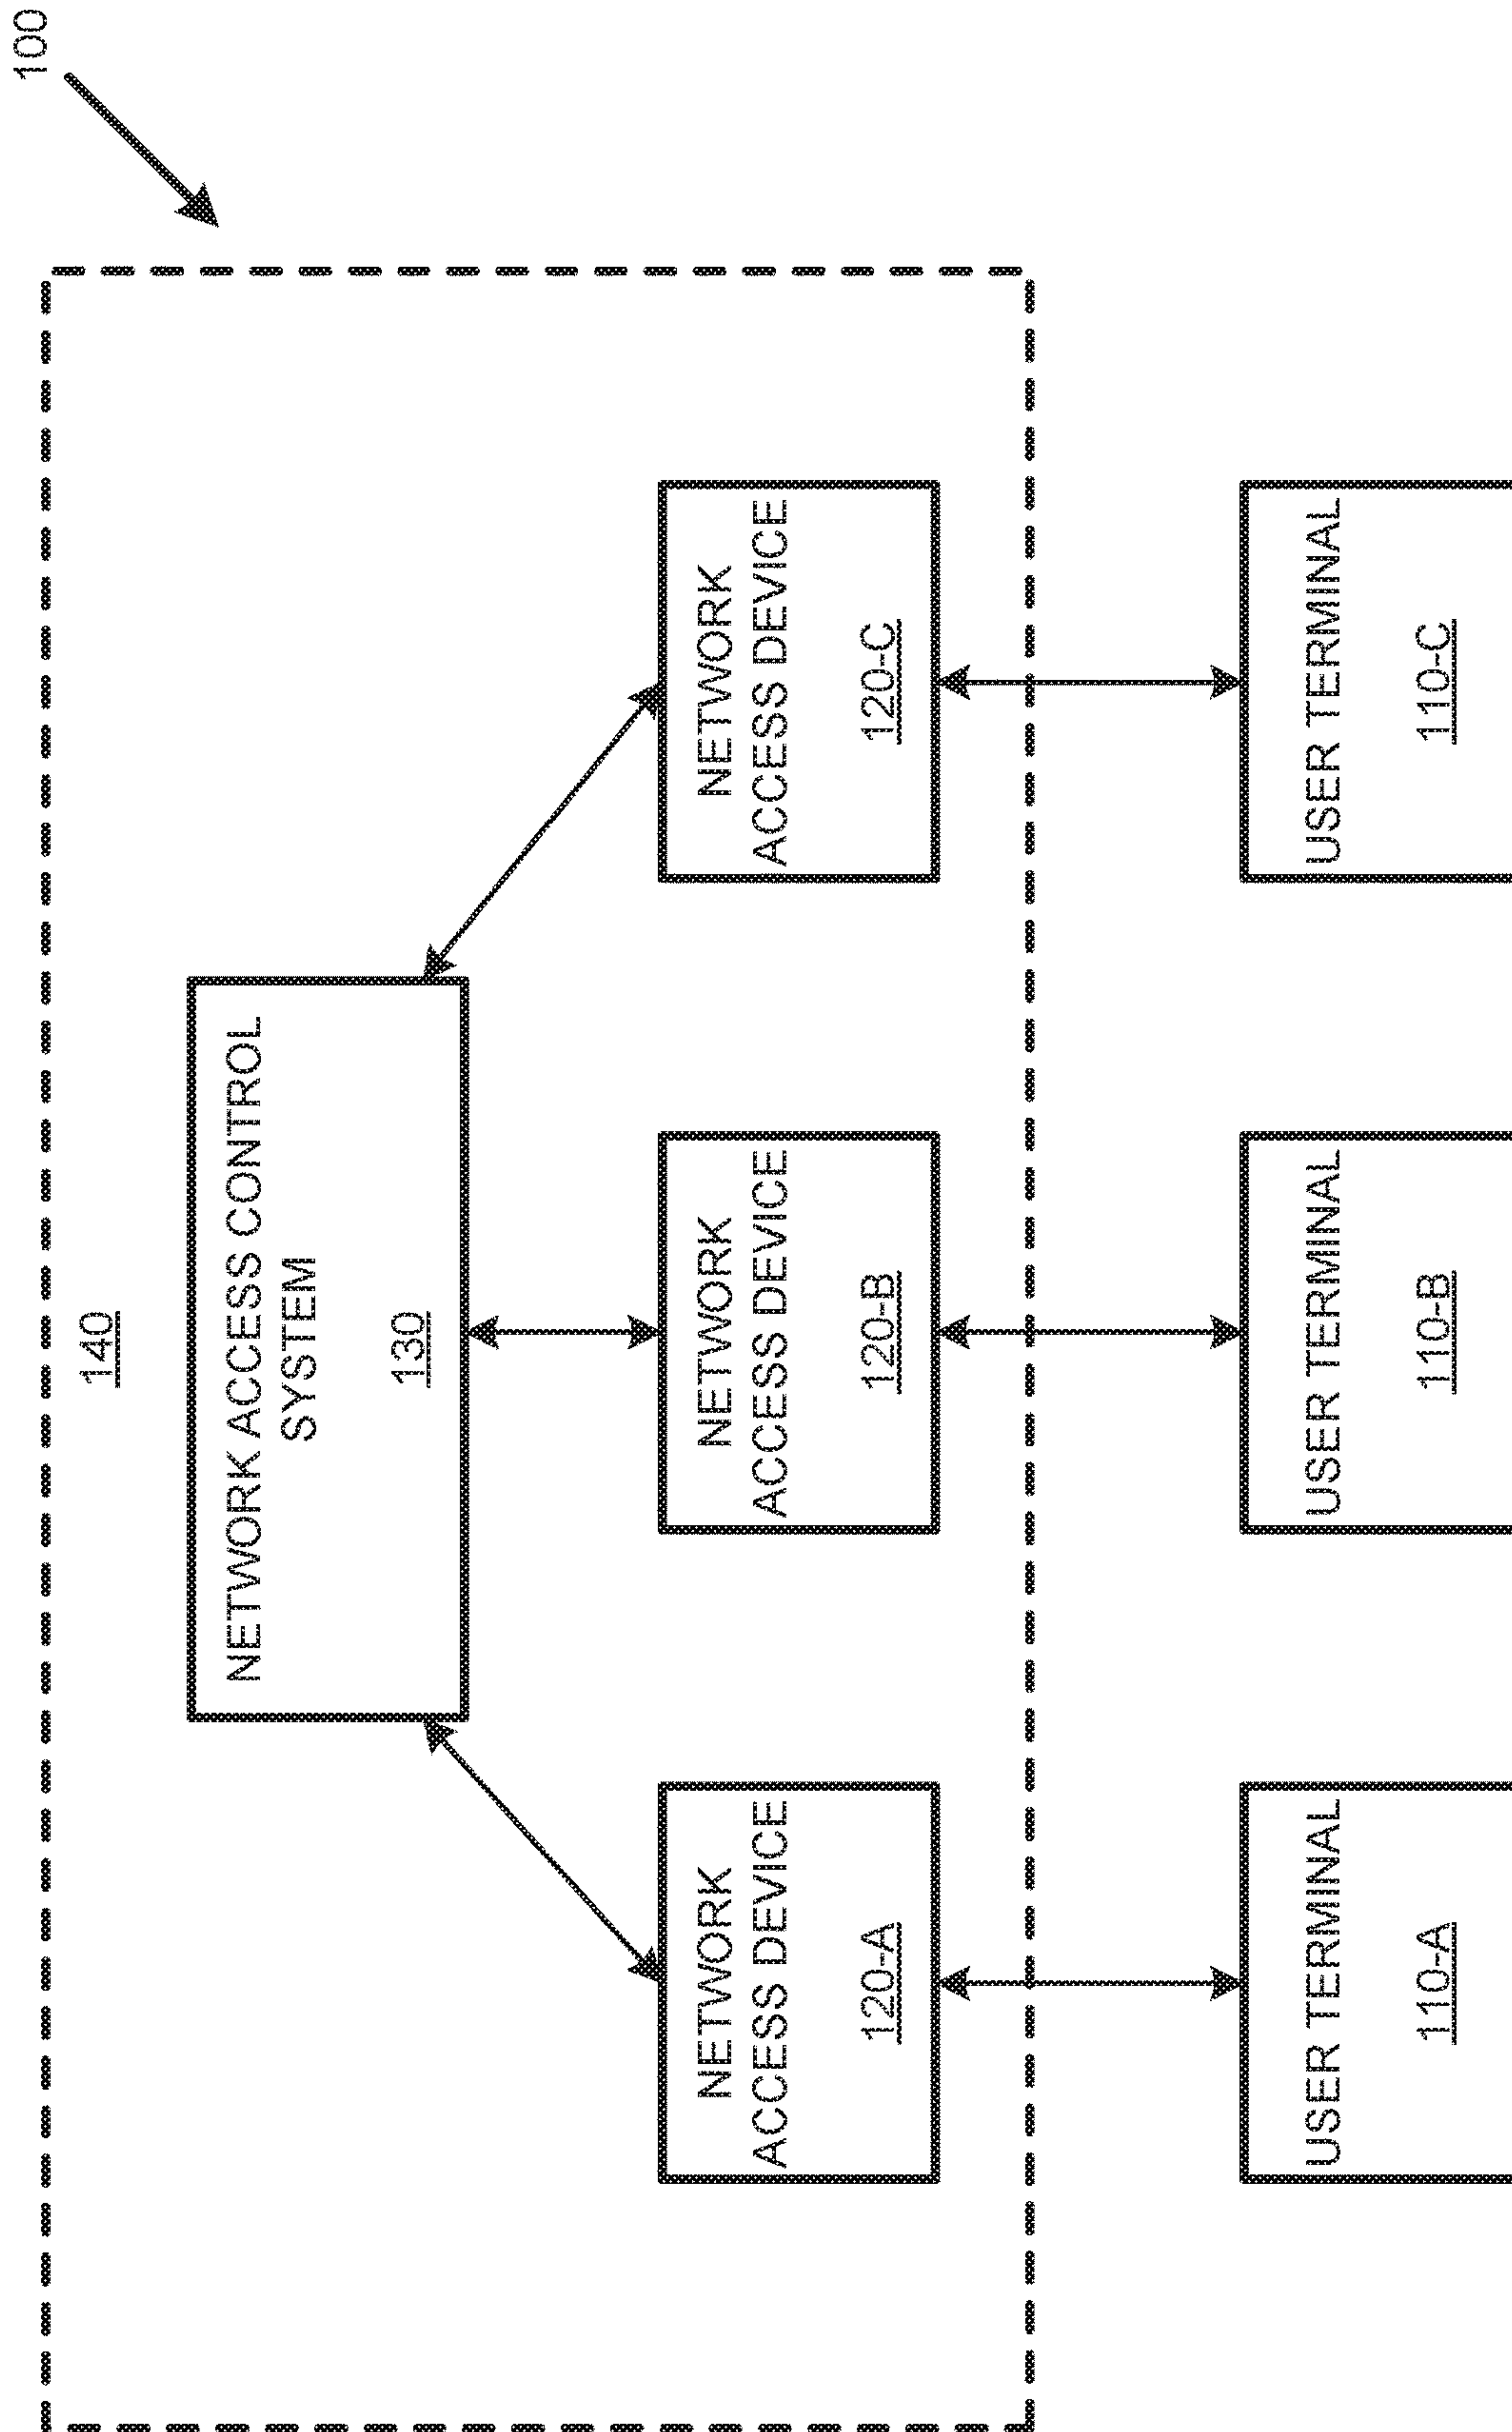 100
140
NETWORK ACCESS CONTROL
SYSTEM
130
NETWORK
ACCESS DEVICE
120-A
NETWORK
ACCESS DEVICE
120-B
NETWORK
ACCESS DEVICE
120-C
USER TERMINAL
110-A
USER TERMINAL
110-B
USER TERMINAL
110-C